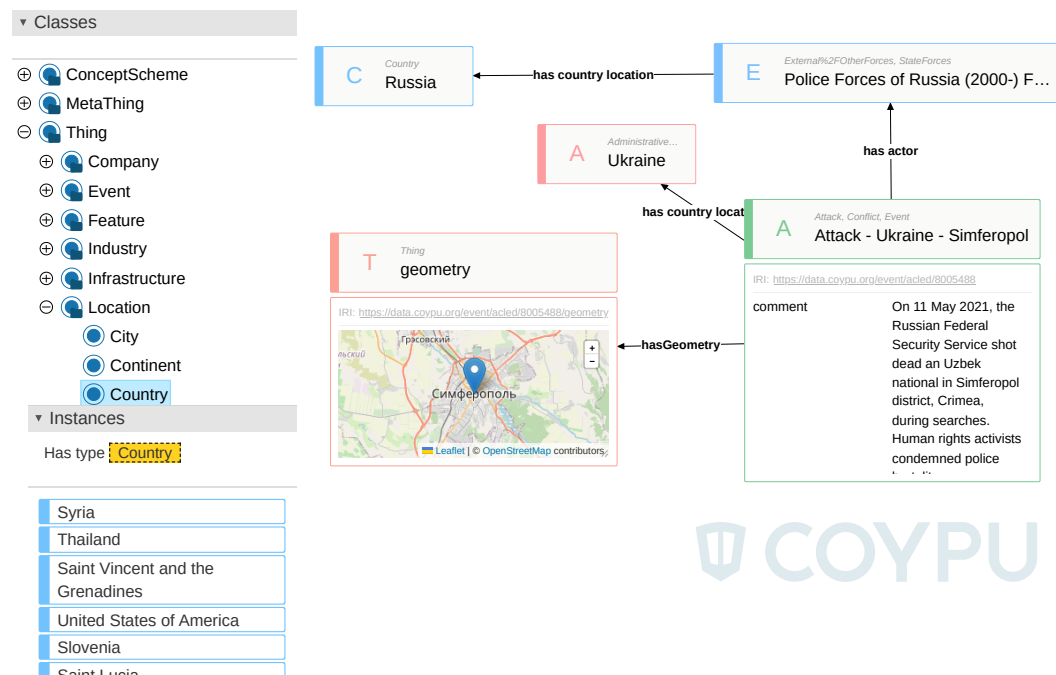 Classes
ConceptScheme
MetaThing
Thing
Company
Event
Feature
Industry
Infrastructure
Location
City
Continent
Country
Instances
Has type Country
Syria
Thailand
Saint Vincent and the
Grenadines
United States of America
Slovenia
Saint Lucia
C
Country
Russia
has country location
E
External%2FOtherForces, StateForces
Police Forces of Russia (2000-) F…
A
Administrative…
Ukraine
has actor
has country locat
A
Attack, Conflict, Event
Attack - Ukraine - Simferopol
T
Thing
geometry
IRI: https://data.coypu.org/event/acled/8005488/geometry
Грэсовский
Симферополь
+
−
Leaflet | © OpenStreetMap contributors
hasGeometry
IRI: https://data.coypu.org/event/acled/8005488
comment
On 11 May 2021, the
Russian Federal
Security Service shot
dead an Uzbek
national in Simferopol
district, Crimea,
during searches.
Human rights activists
condemned police
COYPU